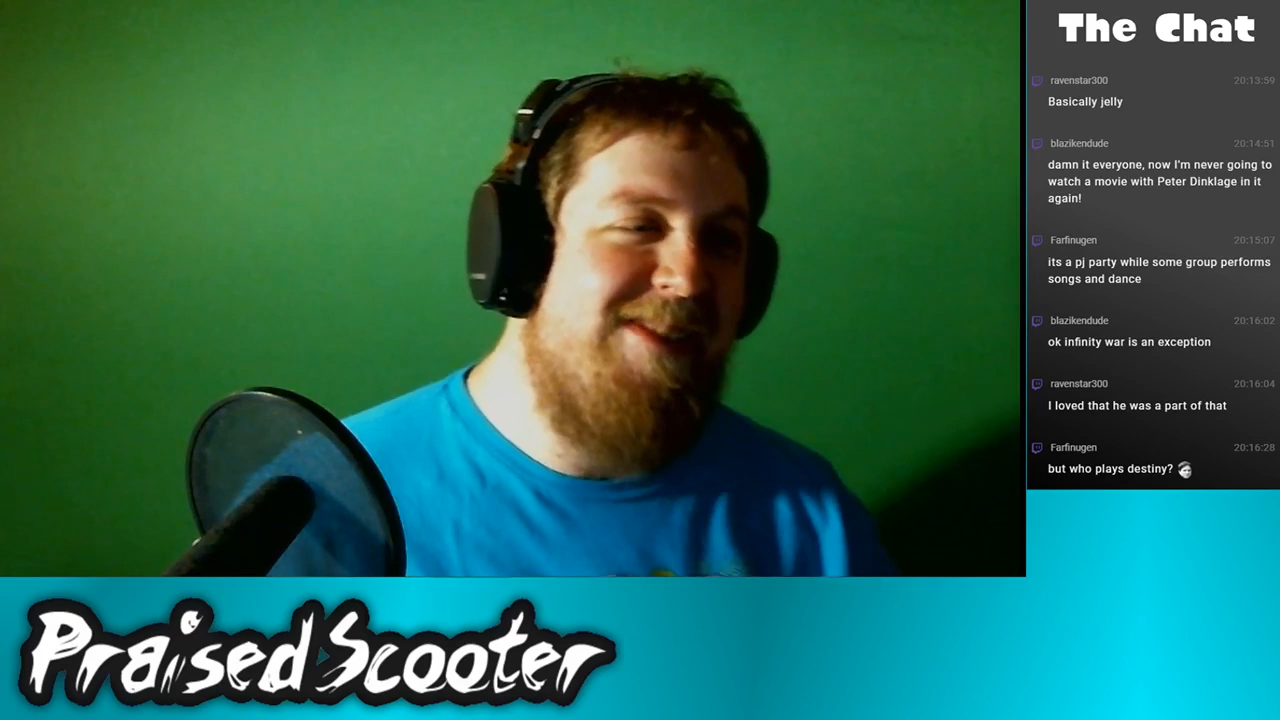 The Chat
ravenstar300 20:13:59
Basically jelly
blazikendude 20:14:51
damn it everyone, now I'm never going to
watch a movie with Peter Dinklage in it
again!
Farfinugen 20:15:07
its a pj party while some group performs
songs and dance
blazikendude 20:16:02
ok infinity war is an exception
ravenstar300 20:16:04
I loved that he was a part of that
Farfinugen 20:16:28
but who plays destiny?
PraisedScooter